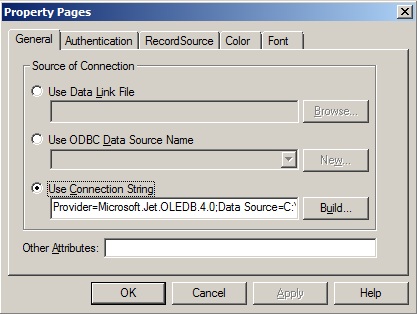 Property Pages
General Authentication RecordSource Color Font
Source of Connection
Use Data Link File
Browse...
Use ODBC Data Source Name
New...
Use Connection String
Provider=Microsoft.Jet.OLEDB.4.0;Data Source=C:\
Build...
Other Attributes:
OK Cancel Apply Help